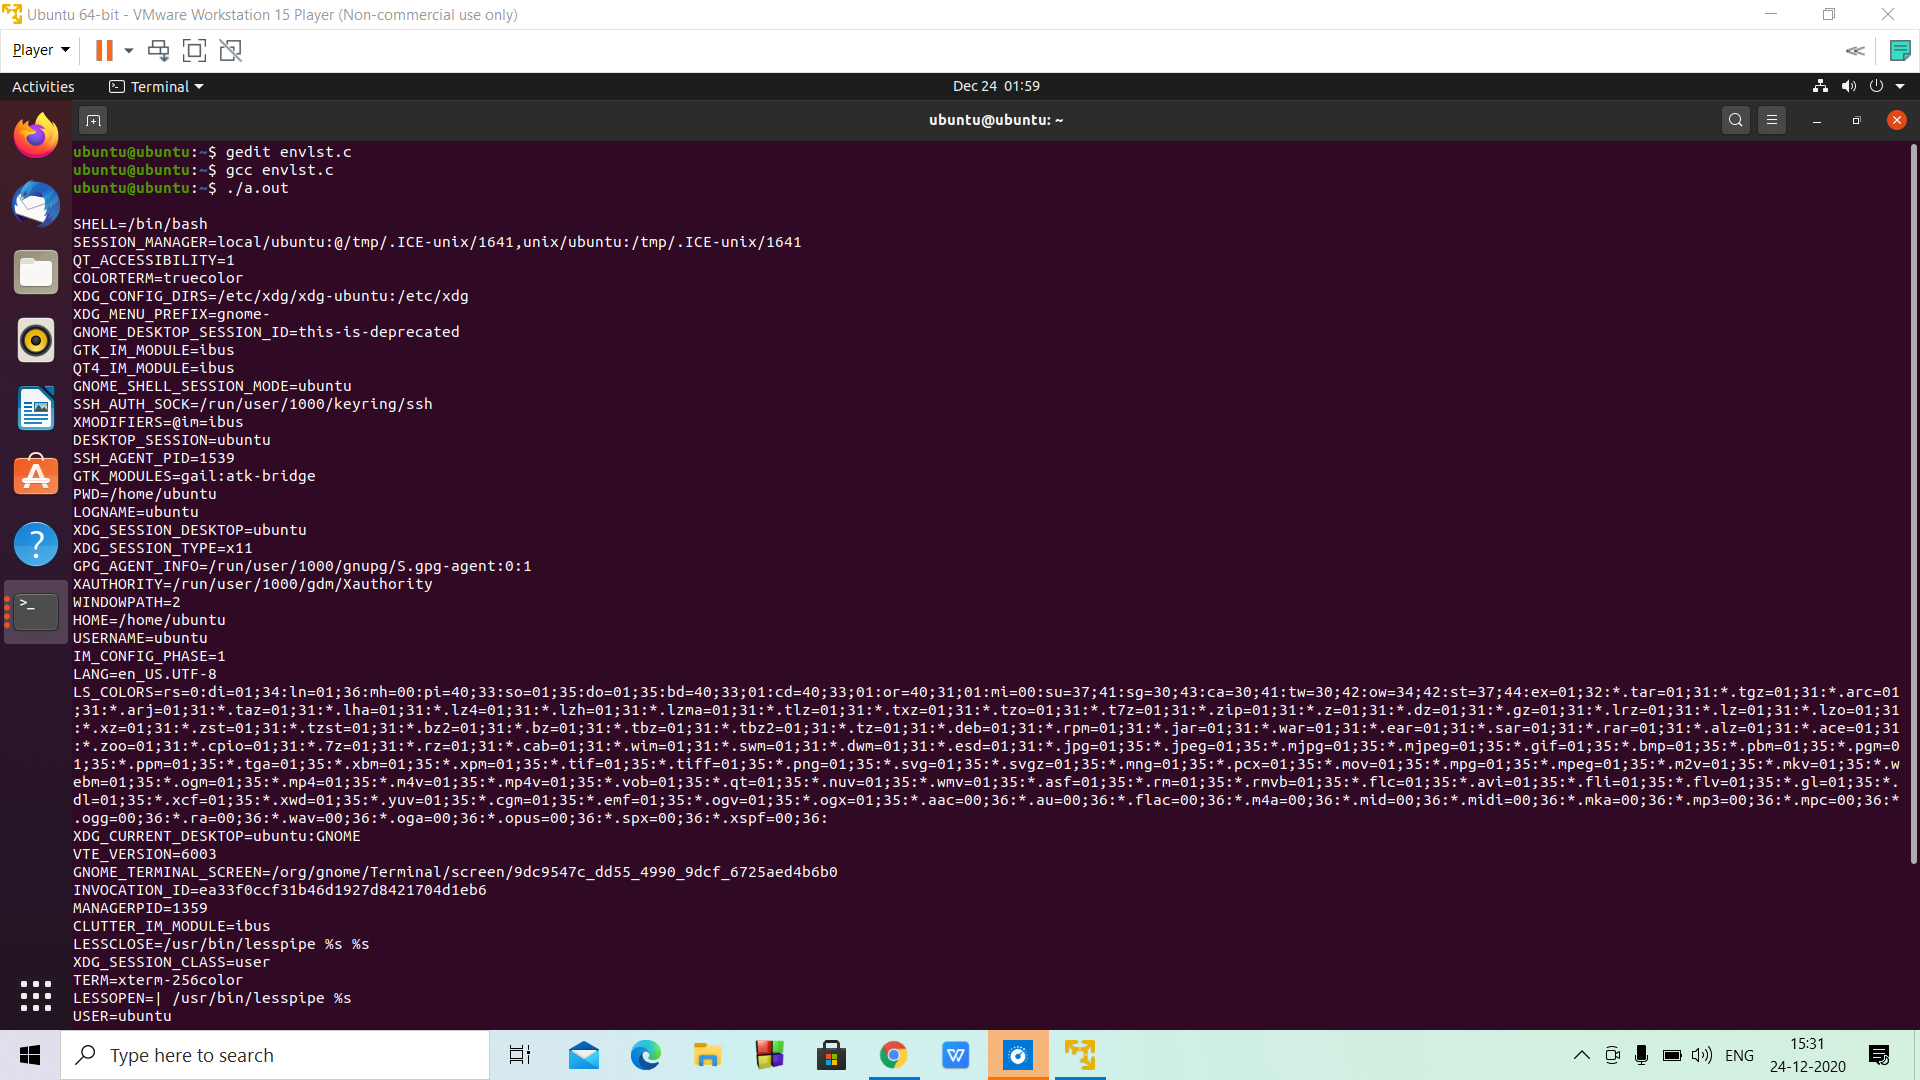 Ubuntu 64-bit - VMware Workstation 15 Player (Non-commercial use only)
Player
Activities
Terminal
Dec 24 01:59
ubuntu@ubuntu: ~
ubuntu@ubuntu:~$ gedit envlst.c
ubuntu@ubuntu:~$ gcc envlst.c
ubuntu@ubuntu:~$ ./a.out
SHELL=/bin/bash
SESSION_MANAGER=local/ubuntu:@/tmp/.ICE-unix/1641,unix/ubuntu:/tmp/.ICE-unix/1641
QT_ACCESSIBILITY=1
COLORTERM=truecolor
XDG_CONFIG_DIRS=/etc/xdg/xdg-ubuntu:/etc/xdg
XDG_MENU_PREFIX=gnome-
GNOME_DESKTOP_SESSION_ID=this-is-deprecated
GTK_IM_MODULE=ibus
QT4_IM_MODULE=ibus
GNOME_SHELL_SESSION_MODE=ubuntu
SSH_AUTH_SOCK=/run/user/1000/keyring/ssh
XMODIFIERS=@im=ibus
DESKTOP_SESSION=ubuntu
SSH_AGENT_PID=1539
GTK_MODULES=gail:atk-bridge
PWD=/home/ubuntu
LOGNAME=ubuntu
XDG_SESSION_DESKTOP=ubuntu
XDG_SESSION_TYPE=x11
GPG_AGENT_INFO=/run/user/1000/gnupg/S.gpg-agent:0:1
XAUTHORITY=/run/user/1000/gdm/Xauthority
WINDOWPATH=2
HOME=/home/ubuntu
USERNAME=ubuntu
IM_CONFIG_PHASE=1
LANG=en_US.UTF-8
LS_COLORS=rs=0:di=01;34:ln=01;36:mh=00:pi=40;33:so=01;35:do=01;35:bd=40;33;01:cd=40;33;01:or=40;31;01:mi=00:su=37;41:sg=30;43:ca=30;41:tw=30;42:ow=34;42:st=37;44:ex=01;32:*.tar=01;31:*.tgz=01;31:*.arc=01
;31:*.arj=01;31:*.taz=01;31:*.lha=01;31:*.lz4=01;31:*.lzh=01;31:*.lzma=01;31:*.tlz=01;31:*.txz=01;31:*.tzo=01;31:*.t7z=01;31:*.zip=01;31:*.z=01;31:*.dz=01;31:*.gz=01;31:*.lrz=01;31:*.lz=01;31:*.lzo=01;31
:*.xz=01;31:*.zst=01;31:*.tzst=01;31:*.bz2=01;31:*.bz=01;31:*.tbz=01;31:*.tbz2=01;31:*.tz=01;31:*.deb=01;31:*.rpm=01;31:*.jar=01;31:*.war=01;31:*.ear=01;31:*.sar=01;31:*.rar=01;31:*.alz=01;31:*.ace=01;31
:*.zoo=01;31:*.cpio=01;31:*.7z=01;31:*.rz=01;31:*.cab=01;31:*.wim=01;31:*.swm=01;31:*.dwm=01;31:*.esd=01;31:*.jpg=01;35:*.jpeg=01;35:*.mjpg=01;35:*.mjpeg=01;35:*.gif=01;35:*.bmp=01;35:*.pbm=01;35:*.pgm=0
1;35:*.ppm=01;35:*.tga=01;35:*.xbm=01;35:*.xpm=01;35:*.tif=01;35:*.tiff=01;35:*.png=01;35:*.svg=01;35:*.svgz=01;35:*.mng=01;35:*.pcx=01;35:*.mov=01;35:*.mpg=01;35:*.mpeg=01;35:*.m2v=01;35:*.mkv=01;35:*.w
ebm=01;35:*.ogm=01;35:*.mp4=01;35:*.m4v=01;35:*.mp4v=01;35:*.vob=01;35:*.qt=01;35:*.nuv=01;35:*.wmv=01;35:*.asf=01;35:*.rm=01;35:*.rmvb=01;35:*.flc=01;35:*.avi=01;35:*.fli=01;35:*.flv=01;35:*.gl=01;35:*.
dl=01;35:*.xcf=01;35:*.xwd=01;35:*.yuv=01;35:*.cgm=01;35:*.emf=01;35:*.ogv=01;35:*.ogx=01;35:*.aac=00;36:*.au=00;36:*.flac=00;36:*.m4a=00;36:*.mid=00;36:*.midi=00;36:*.mka=00;36:*.mp3=00;36:*.mpc=00;36:*
.ogg=00;36:*.ra=00;36:*.wav=00;36:*.oga=00;36:*.opus=00;36:*.spx=00;36:*.xspf=00;36:
XDG_CURRENT_DESKTOP=ubuntu:GNOME
VTE_VERSION=6003
GNOME_TERMINAL_SCREEN=/org/gnome/Terminal/screen/9dc9547c_dd55_4990_9dcf_6725aed4b6b0
INVOCATION_ID=ea33f0ccf31b46d1927d8421704d1eb6
MANAGERPID=1359
CLUTTER_IM_MODULE=ibus
LESSCLOSE=/usr/bin/lesspipe %s %s
XDG_SESSION_CLASS=user
TERM=xterm-256color
LESSOPEN=| /usr/bin/lesspipe %s
USER=ubuntu
Type here to search
ENG
15:31
24-12-2020